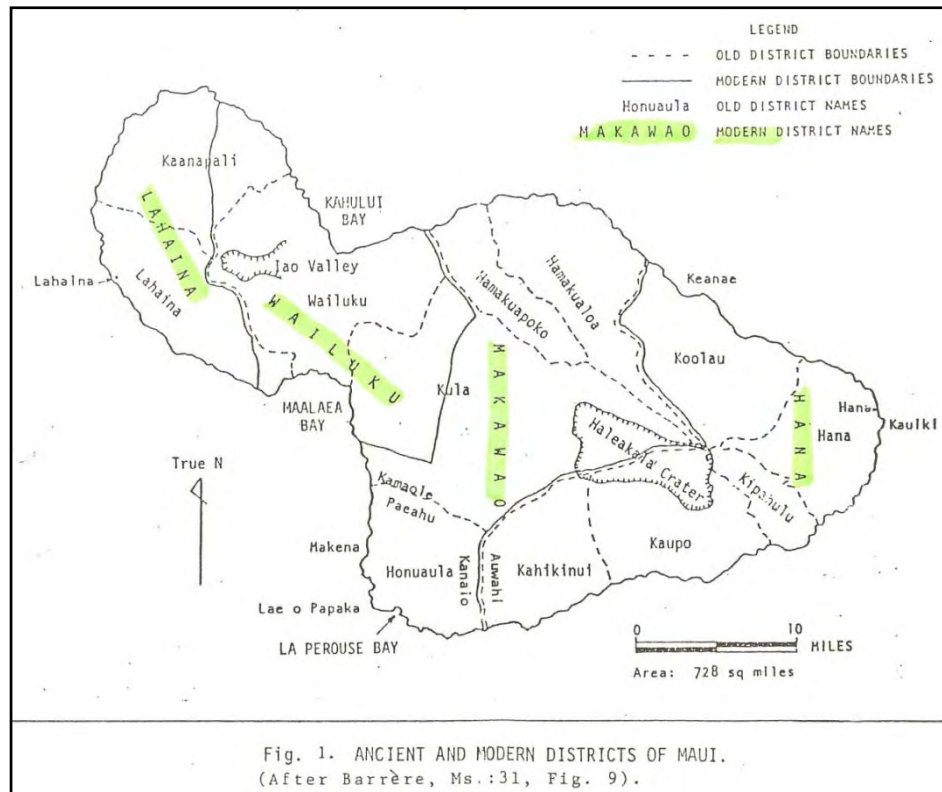 LEGEND
OLD DISTRICT BOUNDARIES
MODERN DISTRICT BOUNDARIES
Honuaula OLD DISTRICT NAMES
MAKAWAO MODERN DISTRICT NAMES
Kaanapali
KAHULUI
BAY
LAHAINA
Iao Valley
Lahaina
Lahaina
Wailuku
WAILUKU
Hamakuapoko
Hamakualoa
Keanae
Koolau
MAALAEA
BAY
Kula
MAKAWAO
HANA
Hana
Hana
Kauiki
Haleakala Crater
Kipahulu
True N
Kamaole
Paeahu
Kaupo
Makena
Honuaula
Kanaio
Auwahi
Kahikinui
Lae o Papaka
LA PEROUSE BAY
0 10 MILES
Area: 728 sq miles
Fig. 1. ANCIENT AND MODERN DISTRICTS OF MAUI.
(After Barrère, Ms.:31, Fig. 9).